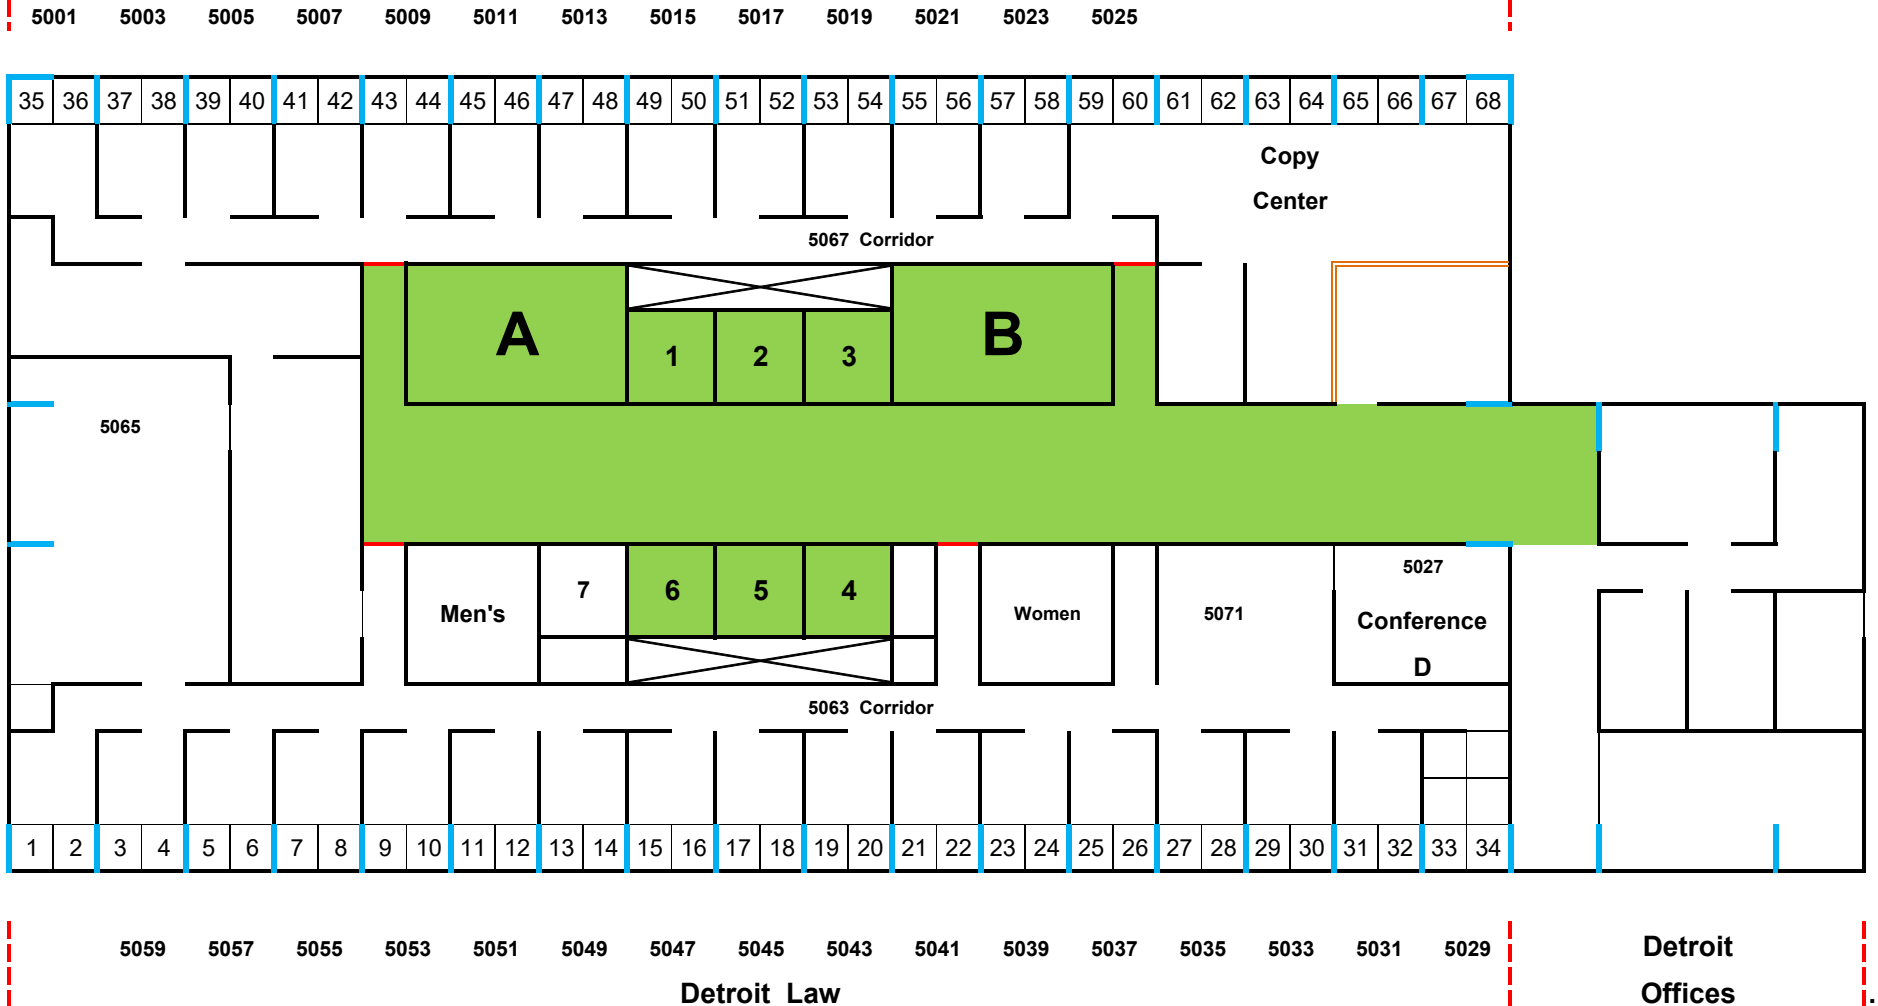 5001 5003 5005 5007 5009 5011 5013 5015 5017 5019 5021 5023 5025
35 36 37 38 39 40 41 42 43 44 45 46 47 48 49 50 51 52 53 54 55 56 57 58 59 60 61 62 63 64 65 66 67 68
Copy
Center
5067 Corridor
A B
1 2 3
5065
5027
7 6 5 4
Men's Women 5071 Conference
D
5063 Corridor
1 2 3 4 5 6 7 8 9 10 11 12 13 14 15 16 17 18 19 20 21 22 23 24 25 26 27 28 29 30 31 32 33 34
5059 5057 5055 5053 5051 5049 5047 5045 5043 5041 5039 5037 5035 5033 5031 5029 Detroit
Detroit Law Offices .